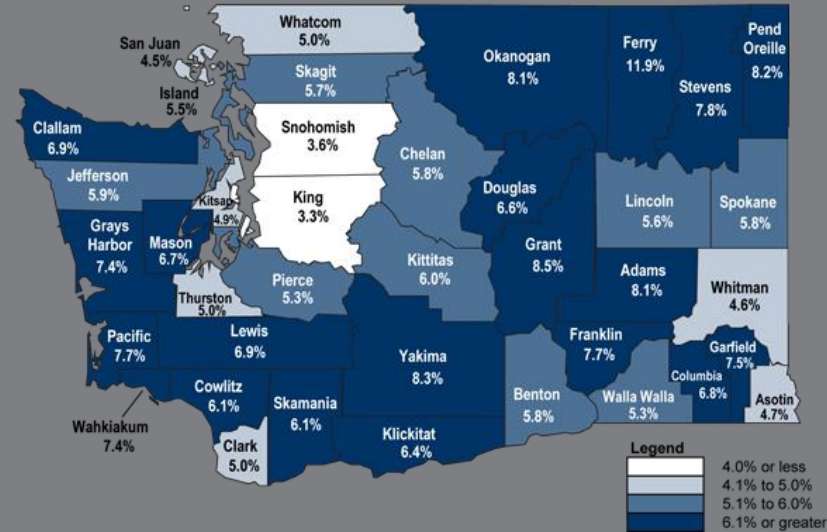 Whatcom
5.0%
San Juan
4.5%
Island
5.5%
Skagit
5.7%
Okanogan
8.1%
Ferry
11.9%
Stevens
7.8%
Pend
Oreille
8.2%
Clallam
6.9%
Jefferson
5.9%
Snohomish
3.6%
Chelan
5.8%
Douglas
6.6%
Lincoln
5.6%
Spokane
5.8%
Kitsap
4.9%
King
3.3%
Grays
Harbor
7.4%
Mason
6.7%
Thurston
5.0%
Pierce
5.3%
Kittitas
6.0%
Grant
8.5%
Adams
8.1%
Whitman
4.6%
Pacific
7.7%
Lewis
6.9%
Yakima
8.3%
Franklin
7.7%
Garfield
7.5%
Columbia
6.8%
Asotin
4.7%
Wahkiakum
7.4%
Cowlitz
6.1%
Skamania
6.1%
Clark
5.0%
Klickitat
6.4%
Benton
5.8%
Walla Walla
5.3%
Legend
4.0% or less
4.1% to 5.0%
5.1% to 6.0%
6.1% or greater